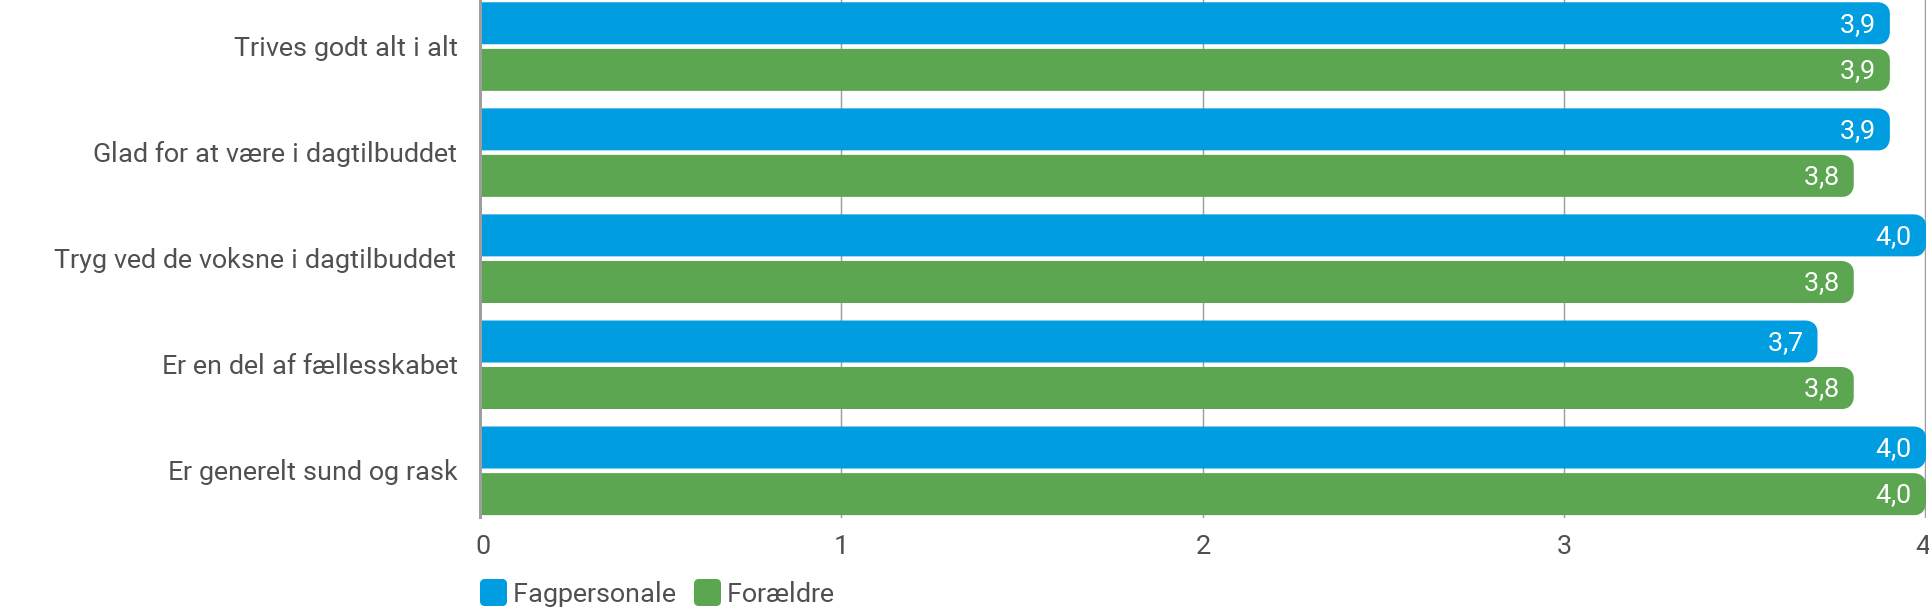 Trives godt alt i alt
3,9
3,9
Glad for at være i dagtilbuddet
3,9
3,8
Tryg ved de voksne i dagtilbuddet
4,0
3,8
Er en del af fællesskabet
3,7
3,8
Er generelt sund og rask
4,0
4,0
0 1 2 3 4
Fagpersonale Forældre